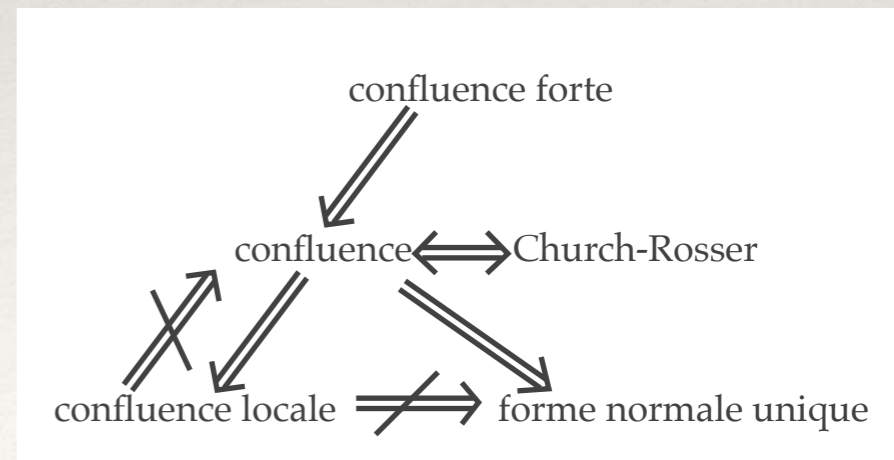 confluence forte
confluence Church-Rosser
confluence locale forme normale unique